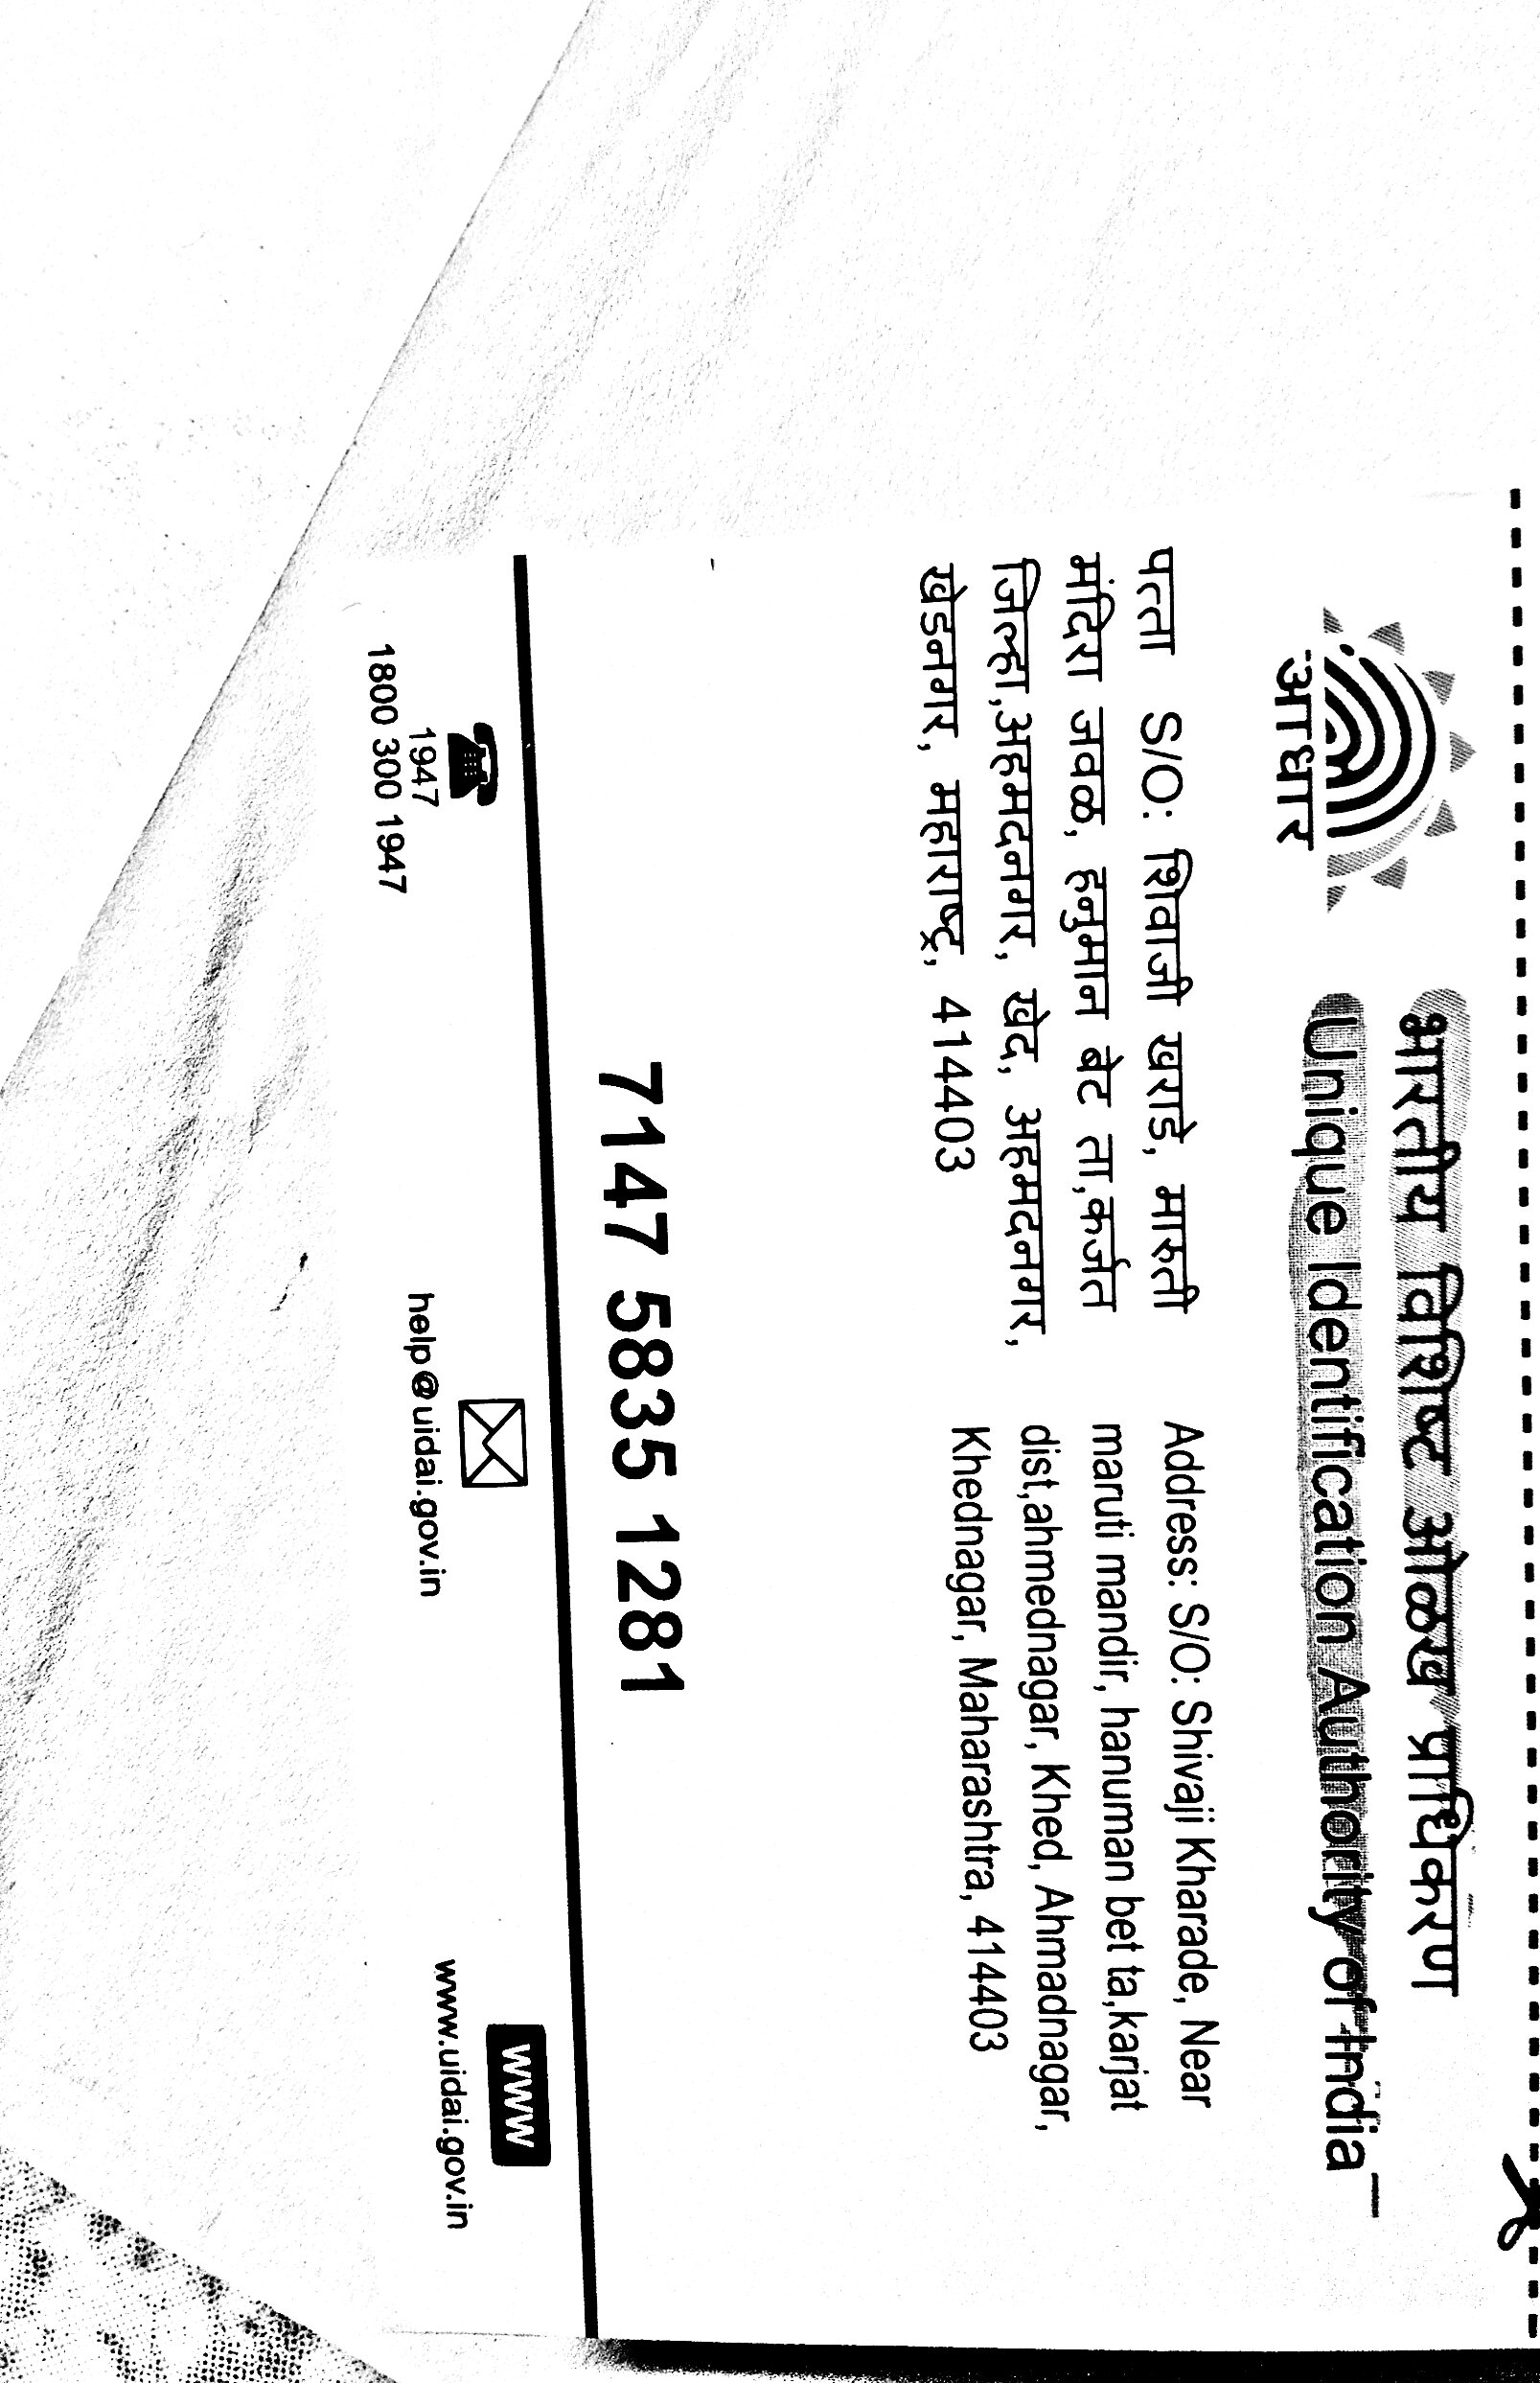 आधार
भारतीय विशिष्ट ओळख प्राधिकरण
Unique Identification Authority of India
पत्ता S/O: शिवाजी खराडे, मारुती
मंदिरा जवळ, हनुमान बेट ता,कर्जत
जिल्हा,अहमदनगर, खेद, अहमदनगर,
खेडनगर, महाराष्ट्र, 414403
Address: S/O: Shivaji Kharade, Near
maruti mandir, hanuman bet ta,karjat
dist,ahmednagar, Khed, Ahmadnagar,
Khednagar, Maharashtra, 414403
7147 5835 1281
1947
1800 300 1947
help@uidai.gov.in
www
www.uidai.gov.in